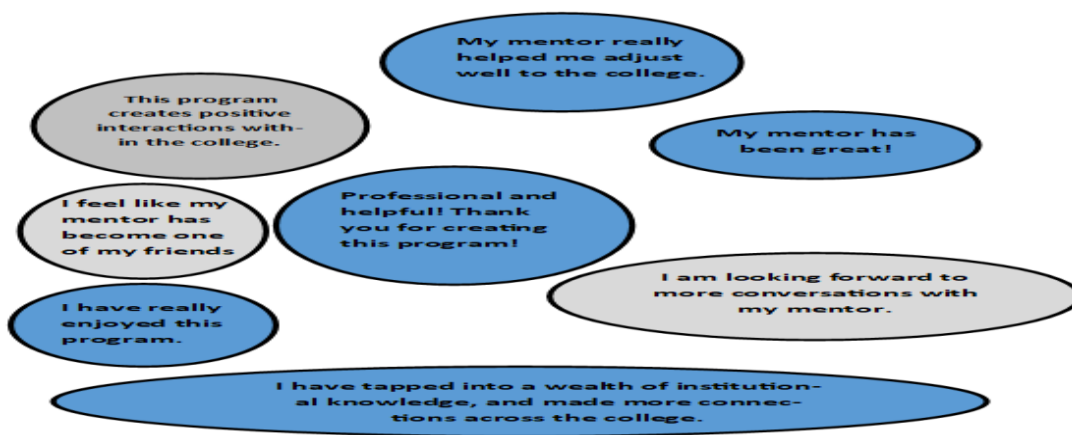 My mentor really
helped me adjust
well to the college.
This program
creates positive
interactions with-
in the college.
My mentor has
been great!
I feel like my
mentor has
become one
of my friends
Professional and
helpful! Thank
you for creating
this program!
I am looking forward to
more conversations with
my mentor.
I have really
enjoyed this
program.
I have tapped into a wealth of institution-
al knowledge, and made more connec-
tions across the college.